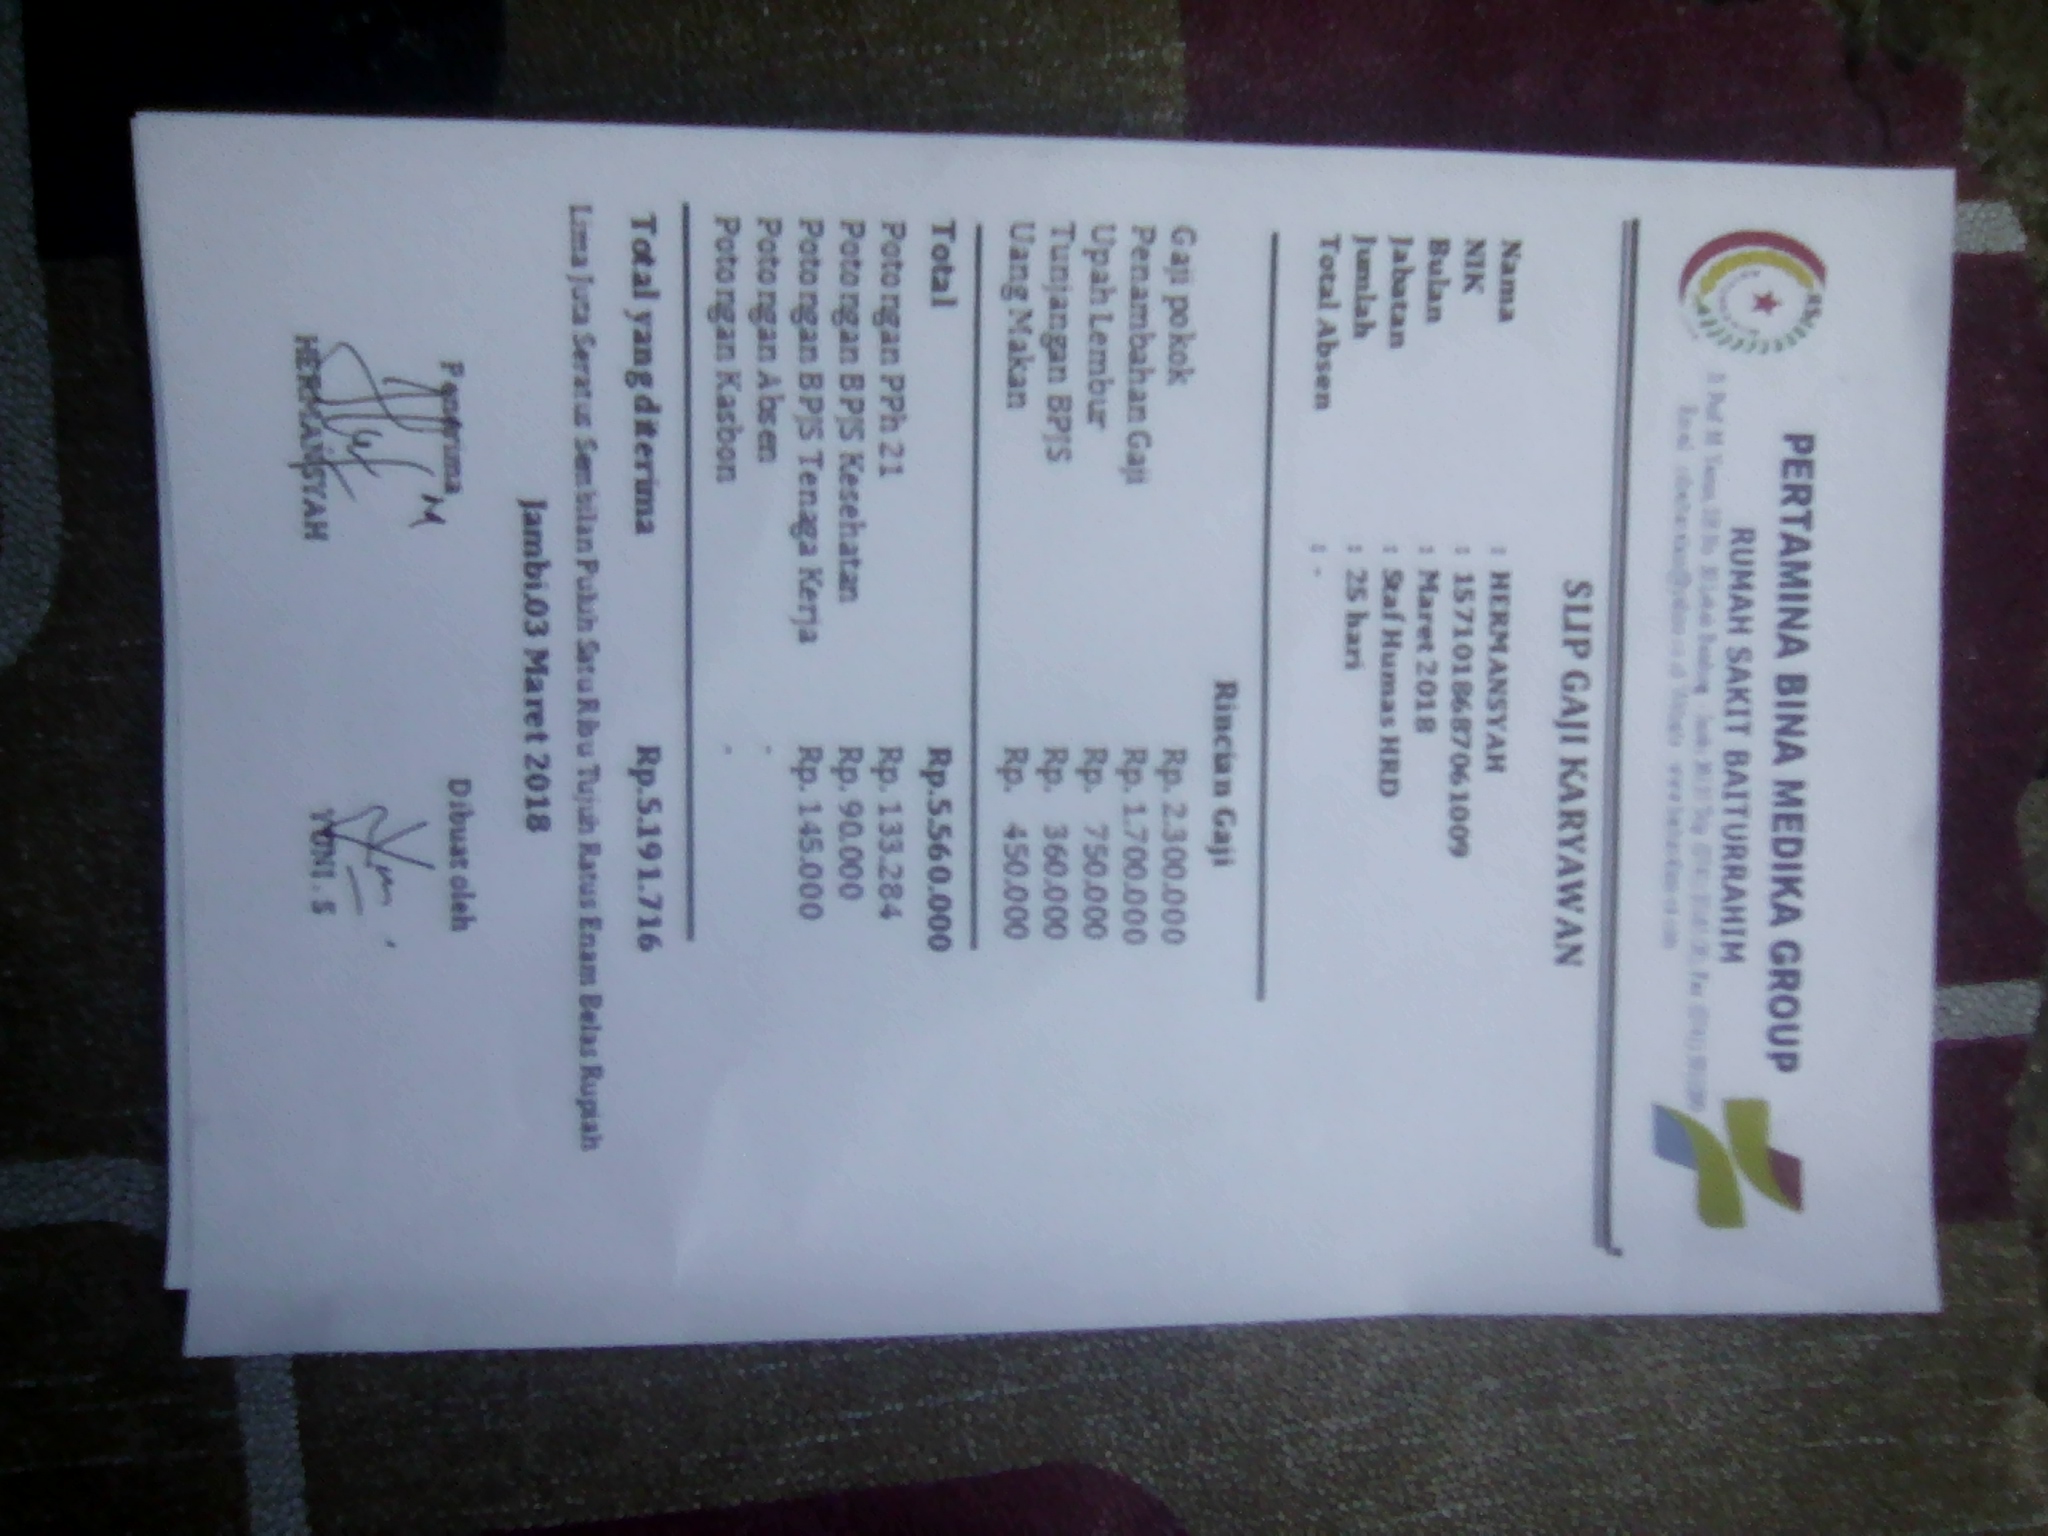 PERTAMINA BINA MEDIKA GROUP
RUMAH SAKIT BAITURRAHIM
SLIP GAJI KARYAWAN
Nama : HERMANSYAH
NIK : 1571018687061009
Bulan : Maret 2018
Jabatan : Staf Humas HRD
Jumlah : 25 hari
Total Absen : -
Rincian Gaji
Gaji pokok Rp. 2.300.000
Penambahan Gaji Rp. 1.700.000
Upah Lembur Rp. 750.000
Tunjangan BPJS Rp. 360.000
Uang Makan Rp. 450.000
Total Rp.5.560.000
Potongan PPh 21 Rp. 133.284
Potongan BPJS Kesehatan Rp. 90.000
Potongan BPJS Tenaga Kerja Rp. 145.000
Potongan Absen -
Potongan Kasbon -
Total yang diterima Rp.5.191.716
Lima Juta Seratus Sembilan Puluh Satu Ribu Tujuh Ratus Enam Belas Rupiah
Jambi,03 Maret 2018
Penerima Dibuat oleh
HERMANSYAH YUNI . S